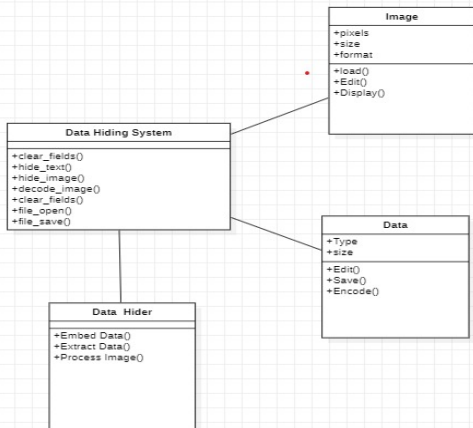 Image
+pixels
+size
+format
+load()
+Edit()
+Display()
Data Hiding System
+clear_fields()
+hide_text()
+hide_image()
+decode_image()
+clear_fields()
+file_open()
+file_save()
Data
+Type
+size
+Edit()
+Save()
+Encode()
Data Hider
+Embed Data()
+Extract Data()
+Process Image()